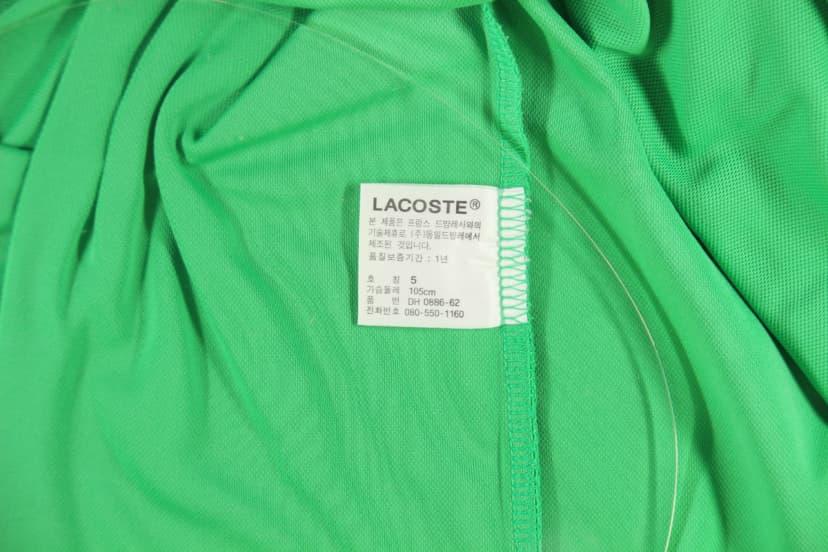 LACOSTE®
본 제품은 프랑스 드방레사와의
기술제휴로 (주)동일드방레에서
제조된 것입니다.
품질보증기간 : 1년
호 칭 5
가슴둘레 105cm
품 번 DH 0886-62
전화번호 080-550-1160